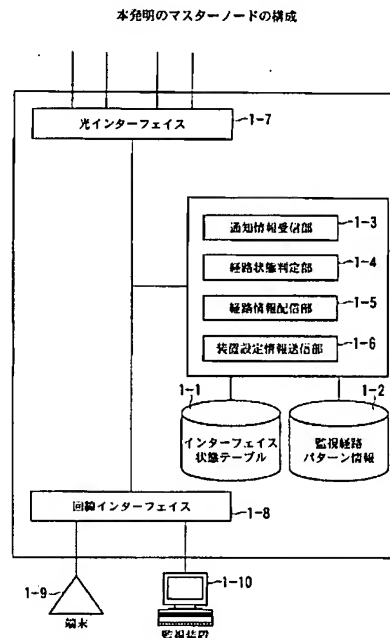 本発明のマスターノードの構成
光インターフェイス
1-7
通知情報受信部
1-3
経路状態判定部
1-4
経路情報配信部
1-5
装置設定情報送信部
1-6
1-1
1-2
インターフェイス
状態テーブル
監視経路
パターン情報
回線インターフェイス
1-8
1-9
端末
1-10
監視装置